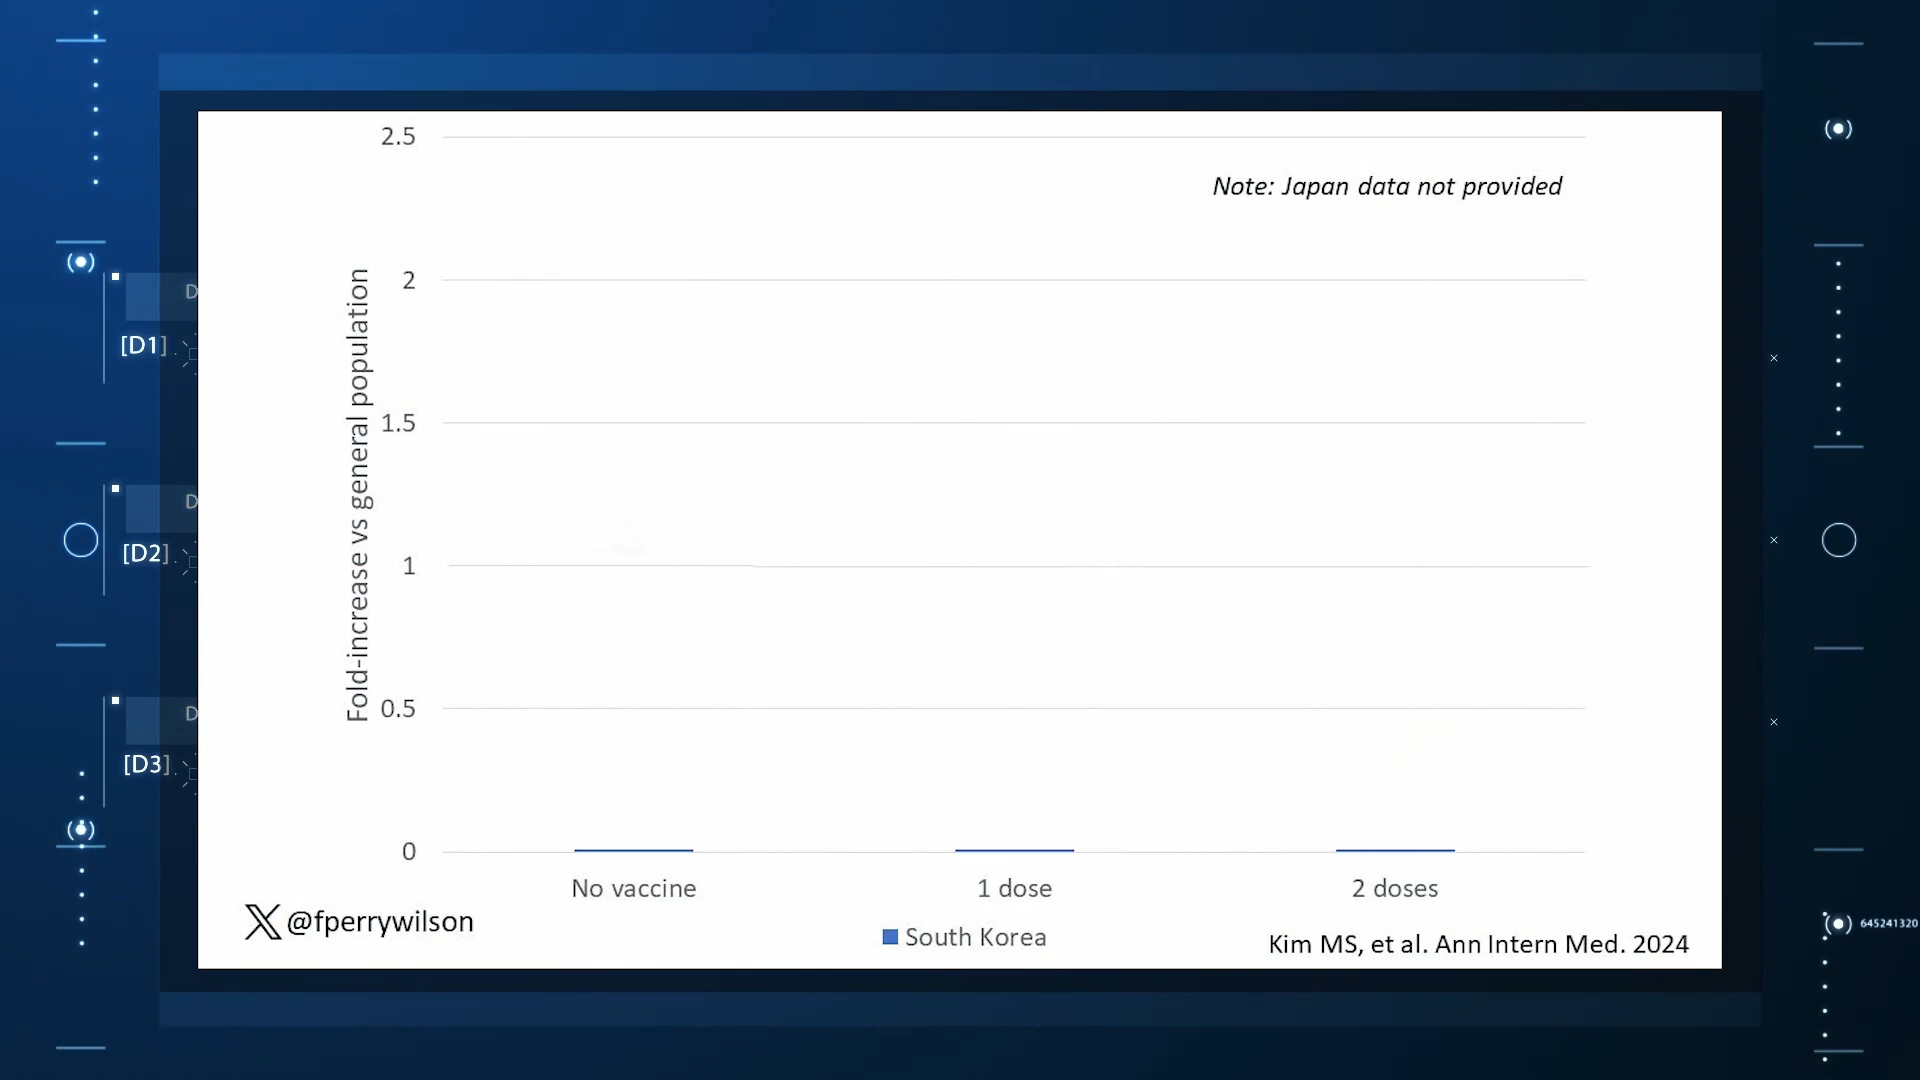 2.5
Note: Japan data not provided
2
1.5
1
0.5
0
Fold-increase vs general population
No vaccine
1 dose
2 doses
South Korea
@fperrywilson
Kim MS, et al. Ann Intern Med. 2024
D
[D1]
D
[D2]
D
[D3]
645241320